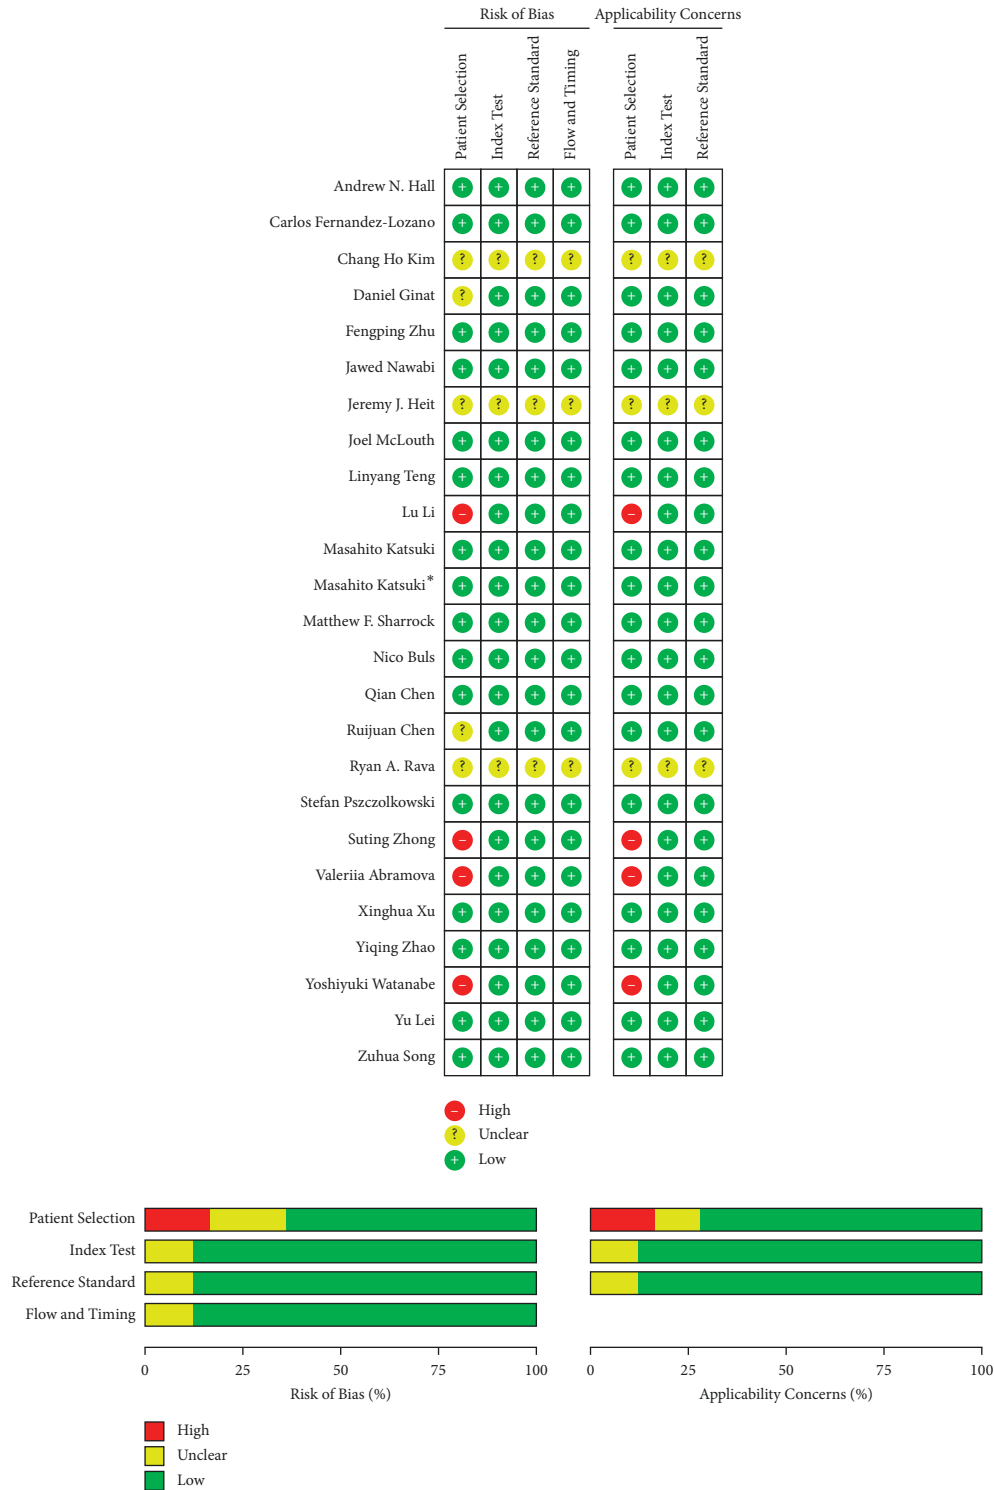 Risk of Bias
Applicability Concerns
Patient Selection
Index Test
Reference Standard
Flow and Timing
Patient Selection
Index Test
Reference Standard
Andrew N. Hall + + + + + + +
Carlos Fernandez-Lozano + + + + + + +
Chang Ho Kim ? ? ? ? ? ? ?
Daniel Ginat ? + + + + + +
Fengping Zhu + + + + + + +
Jawed Nawabi + + + + + + +
Jeremy J. Heit ? ? ? ? ? ? ?
Joel McLouth + + + + + + +
Linyang Teng + + + + + + +
Lu Li – + + + – + +
Masahito Katsuki + + + + + + +
Masahito Katsuki* + + + + + + +
Matthew F. Sharrock + + + + + + +
Nico Buls + + + + + + +
Qian Chen + + + + + + +
Ruijuan Chen ? + + + + + +
Ryan A. Rava ? ? ? ? ? ? ?
Stefan Pszczolkowski + + + + + + +
Suting Zhong – + + + – + +
Valeriia Abramova – + + + – + +
Xinghua Xu + + + + + + +
Yiqing Zhao + + + + + + +
Yoshiyuki Watanabe – + + + – + +
Yu Lei + + + + + + +
Zuhua Song + + + + + + +
– High
? Unclear
+ Low
Patient Selection
Index Test
Reference Standard
Flow and Timing
0 25 50 75 100
Risk of Bias (%)
0 25 50 75 100
Applicability Concerns (%)
High
Unclear
Low